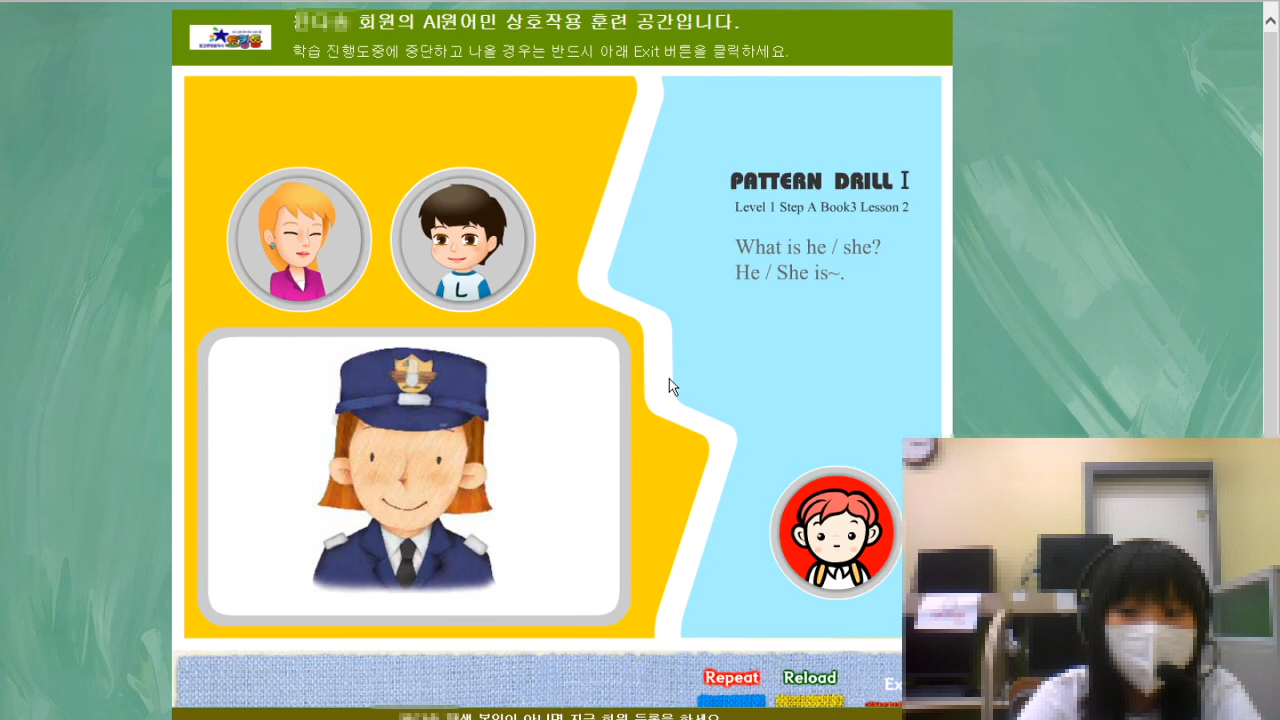 회원의 AI원어민 상호작용 훈련 공간입니다.
학습 진행도중에 중단하고 나올 경우는 반드시 아래 Exit 버튼을 클릭하세요.
PATTERN DRILL I
Level 1 Step A Book3 Lesson 2
What is he / she?
He / She is~.
L
Repeat
Reload
본인이 아니면 지금 회원 등록을 하세요